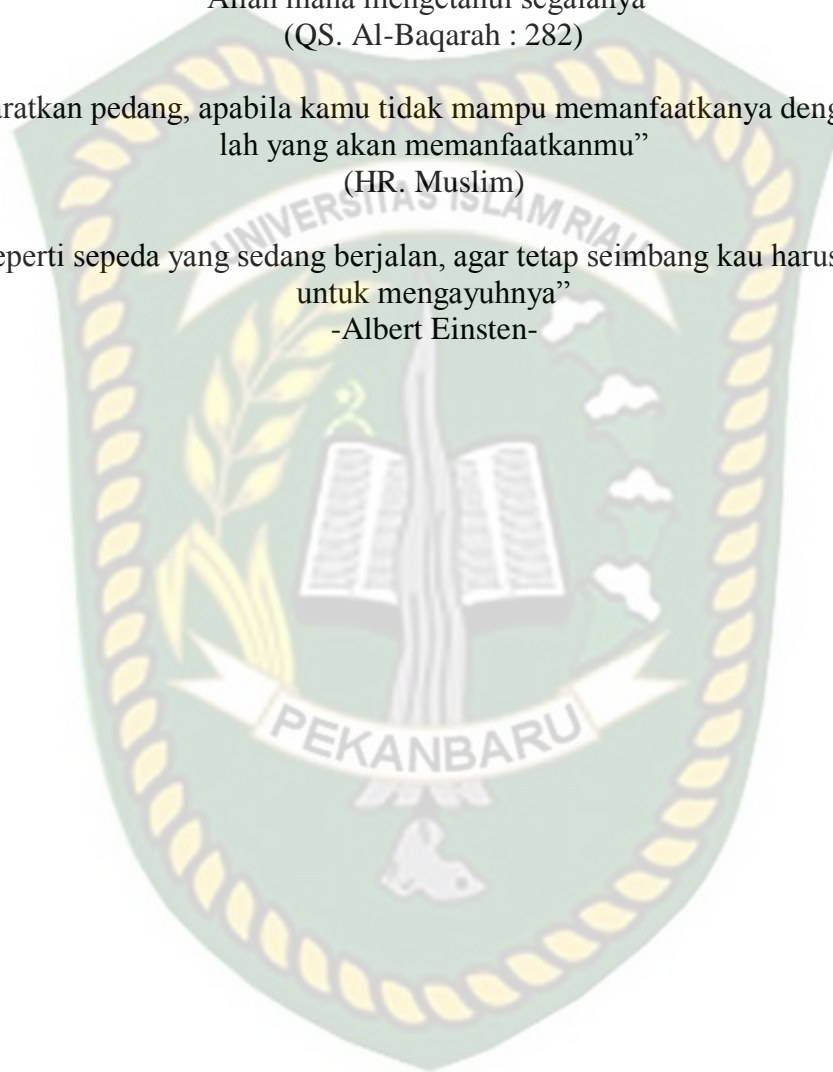 Allah maha mengetahui segalanya
(QS. Al-Baqarah : 282)
aratkan pedang, apabila kamu tidak mampu memanfaatkanya deng
lah yang akan memanfaatkanmu”
(HR. Muslim)
UNIVERSITAS ISLAM RIAU
eperti sepeda yang sedang berjalan, agar tetap seimbang kau harus
untuk mengayuhnya”
-Albert Einsten-
PEKANBARU